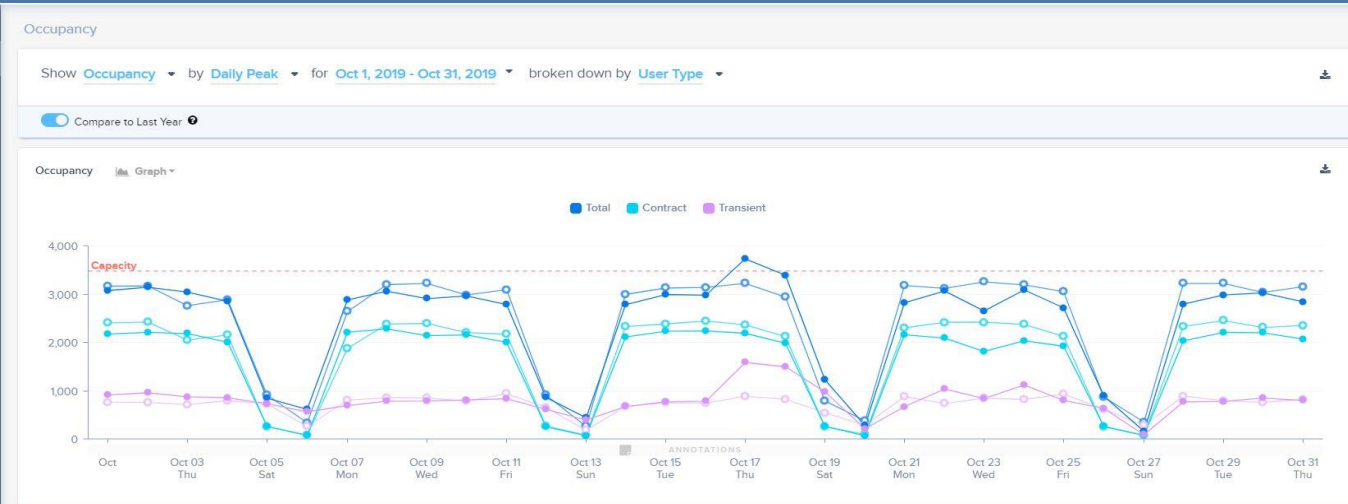 Occupancy
Show Occupancy by Daily Peak for Oct 1, 2019 - Oct 31, 2019 broken down by User Type
Compare to Last Year ?
Occupancy Graph
Total Contract Transient
4,000
Capacity
3,000
2,000
1,000
0
ANNOTATIONS
Oct Oct 03 Oct 05 Oct 07 Oct 09 Oct 11 Oct 13 Oct 15 Oct 17 Oct 19 Oct 21 Oct 23 Oct 25 Oct 27 Oct 29 Oct 31
Thu Sat Mon Wed Fri Sun Tue Thu Sat Mon Wed Fri Sun Tue Thu